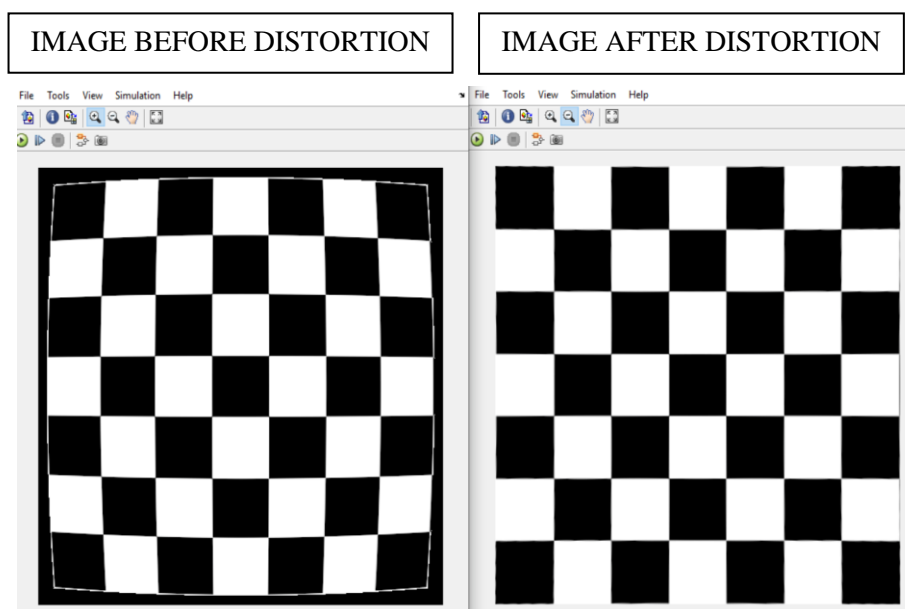 IMAGE BEFORE DISTORTION
IMAGE AFTER DISTORTION
File Tools View Simulation Help
File Tools View Simulation Help